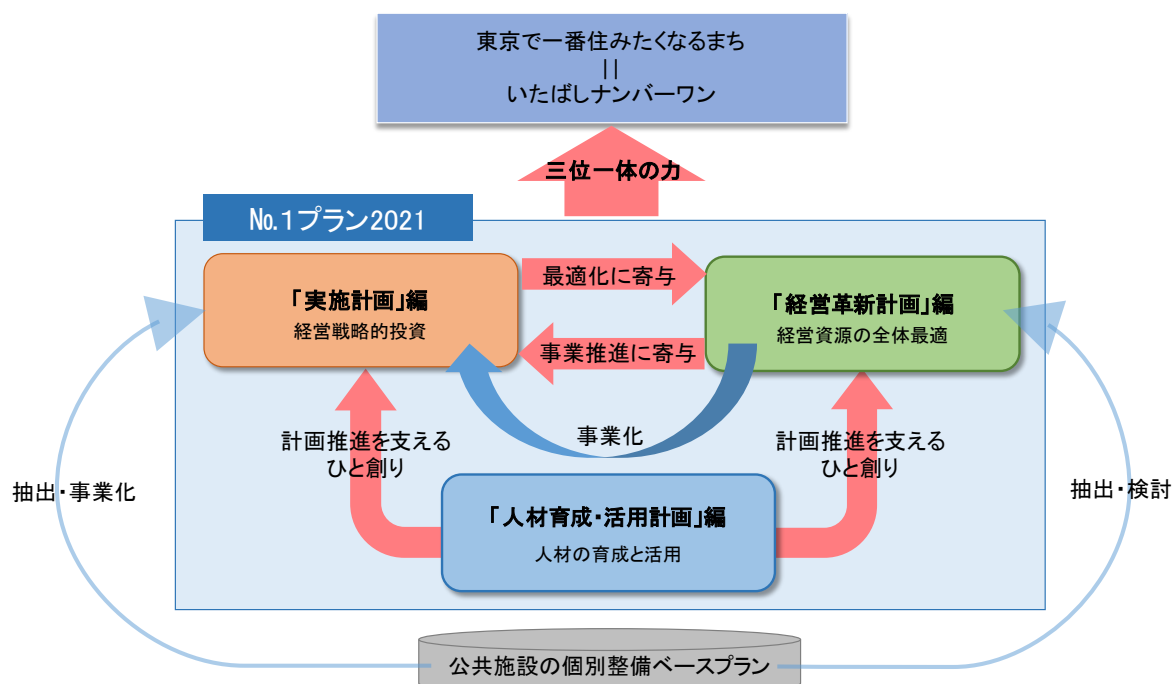 東京で一番住みたくなるまち
||
いたばしナンバーワン
三位一体の力
№1プラン2021
「実施計画」編
経営戦略的投資
最適化に寄与
事業推進に寄与
「経営革新計画」編
経営資源の全体最適
計画推進を支える
ひと創り
事業化
計画推進を支える
ひと創り
抽出・事業化
抽出・検討
「人材育成・活用計画」編
人材の育成と活用
公共施設の個別整備ベースプラン